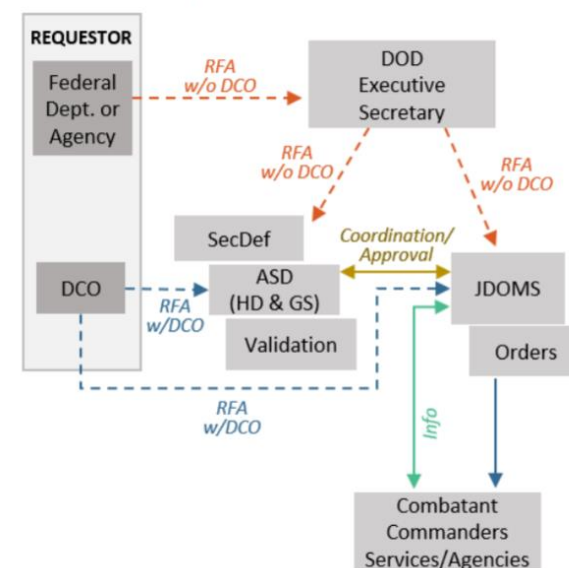 REQUESTOR
Federal
Dept. or
Agency
RFA
w/o DCO
DOD
Executive
Secretary
RFA
w/o DCO
RFA
w/o DCO
SecDef
Coordination/
Approval
DCO
RFA
w/DCO
ASD
(HD & GS)
JDOMS
Validation
Orders
RFA
w/DCO
Info
Combatant
Commanders
Services/Agencies